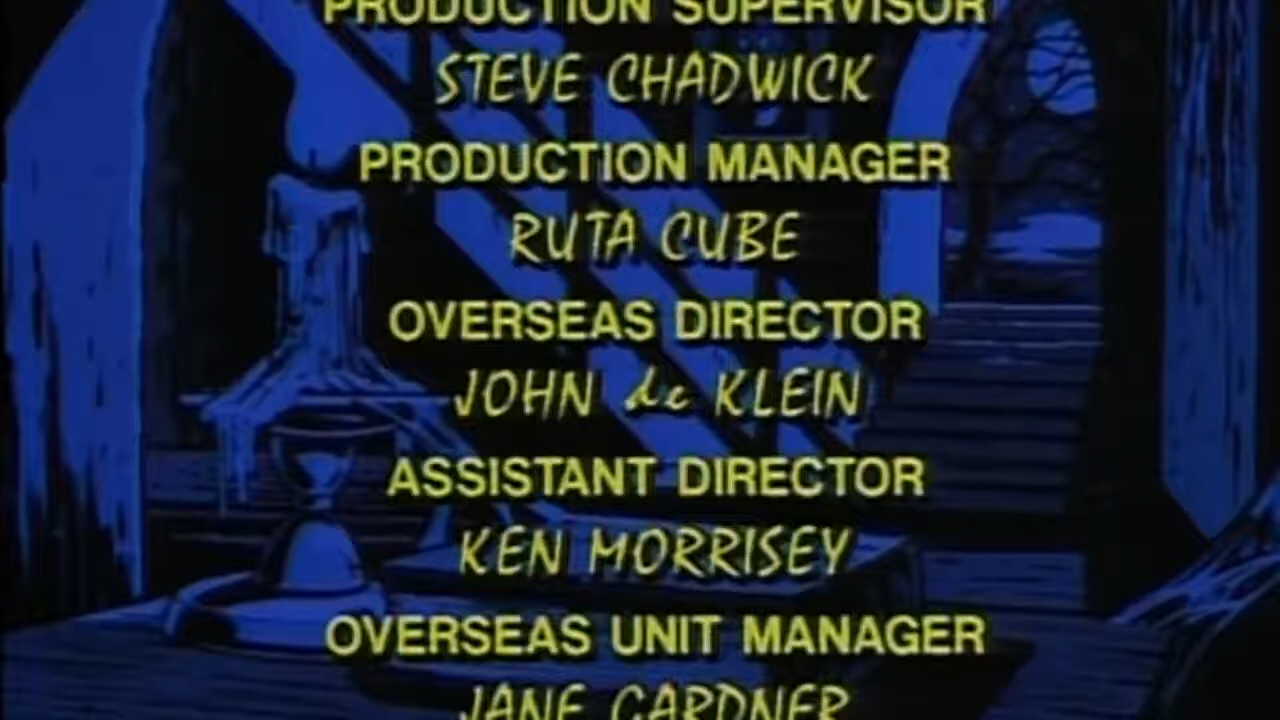 PRODUCTION SUPERVISOR
STEVE CHADWICK
PRODUCTION MANAGER
RUTA CUBE
OVERSEAS DIRECTOR
JOHN de KLEIN
ASSISTANT DIRECTOR
KEN MORRISEY
OVERSEAS UNIT MANAGER
JANE GARDNER